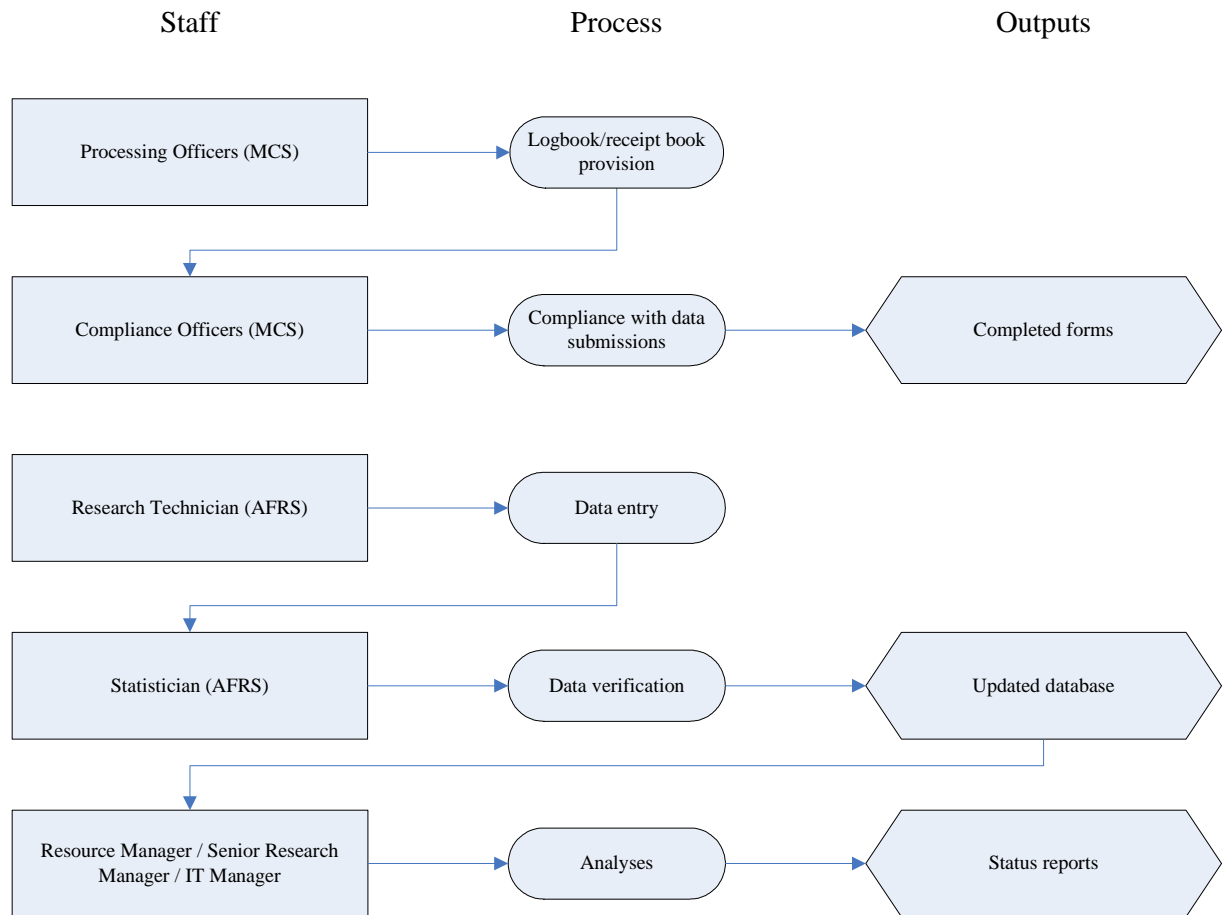 Staff
Process
Outputs
Processing Officers (MCS)
Logbook/receipt book
provision
Compliance Officers (MCS)
Compliance with data
submissions
Completed forms
Research Technician (AFRS)
Data entry
Statistician (AFRS)
Data verification
Updated database
Resource Manager / Senior Research
Manager / IT Manager
Analyses
Status reports